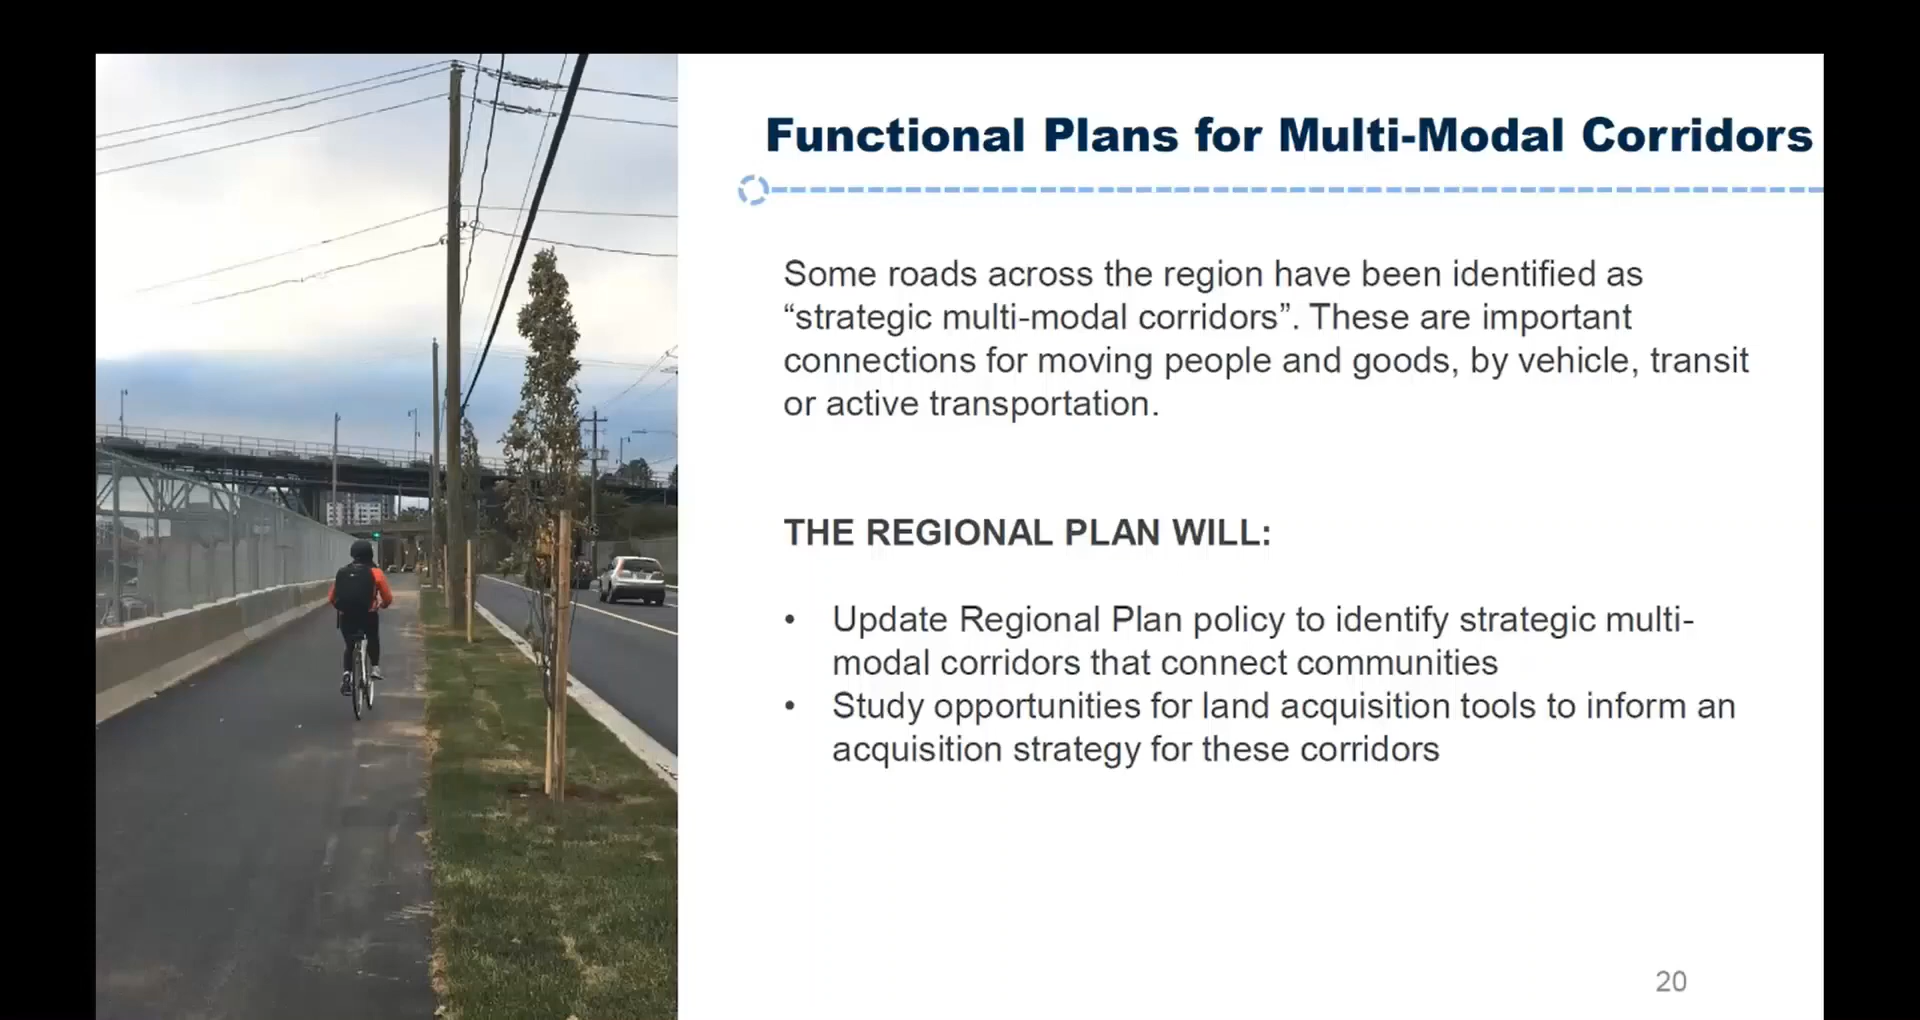 Functional Plans for Multi-Modal Corridors
Some roads across the region have been identified as
“strategic multi-modal corridors”. These are important
connections for moving people and goods, by vehicle, transit
or active transportation.
THE REGIONAL PLAN WILL:
• Update Regional Plan policy to identify strategic multi-
modal corridors that connect communities
• Study opportunities for land acquisition tools to inform an
acquisition strategy for these corridors
20